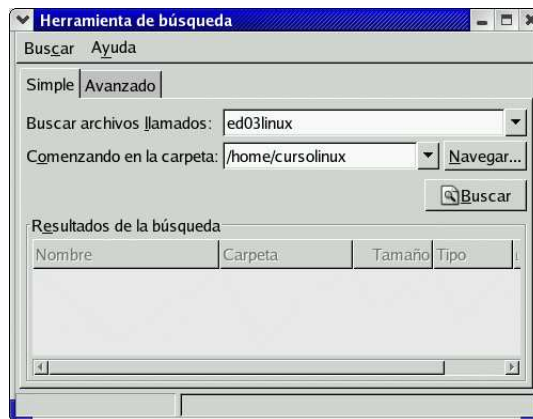 Herramienta de búsqueda
Buscar Ayuda
Simple Avanzado
Buscar archivos llamados: ed03linux
Comenzando en la carpeta: /home/cursolinux Navegar...
Buscar
Resultados de la búsqueda
Nombre Carpeta Tamaño Tipo